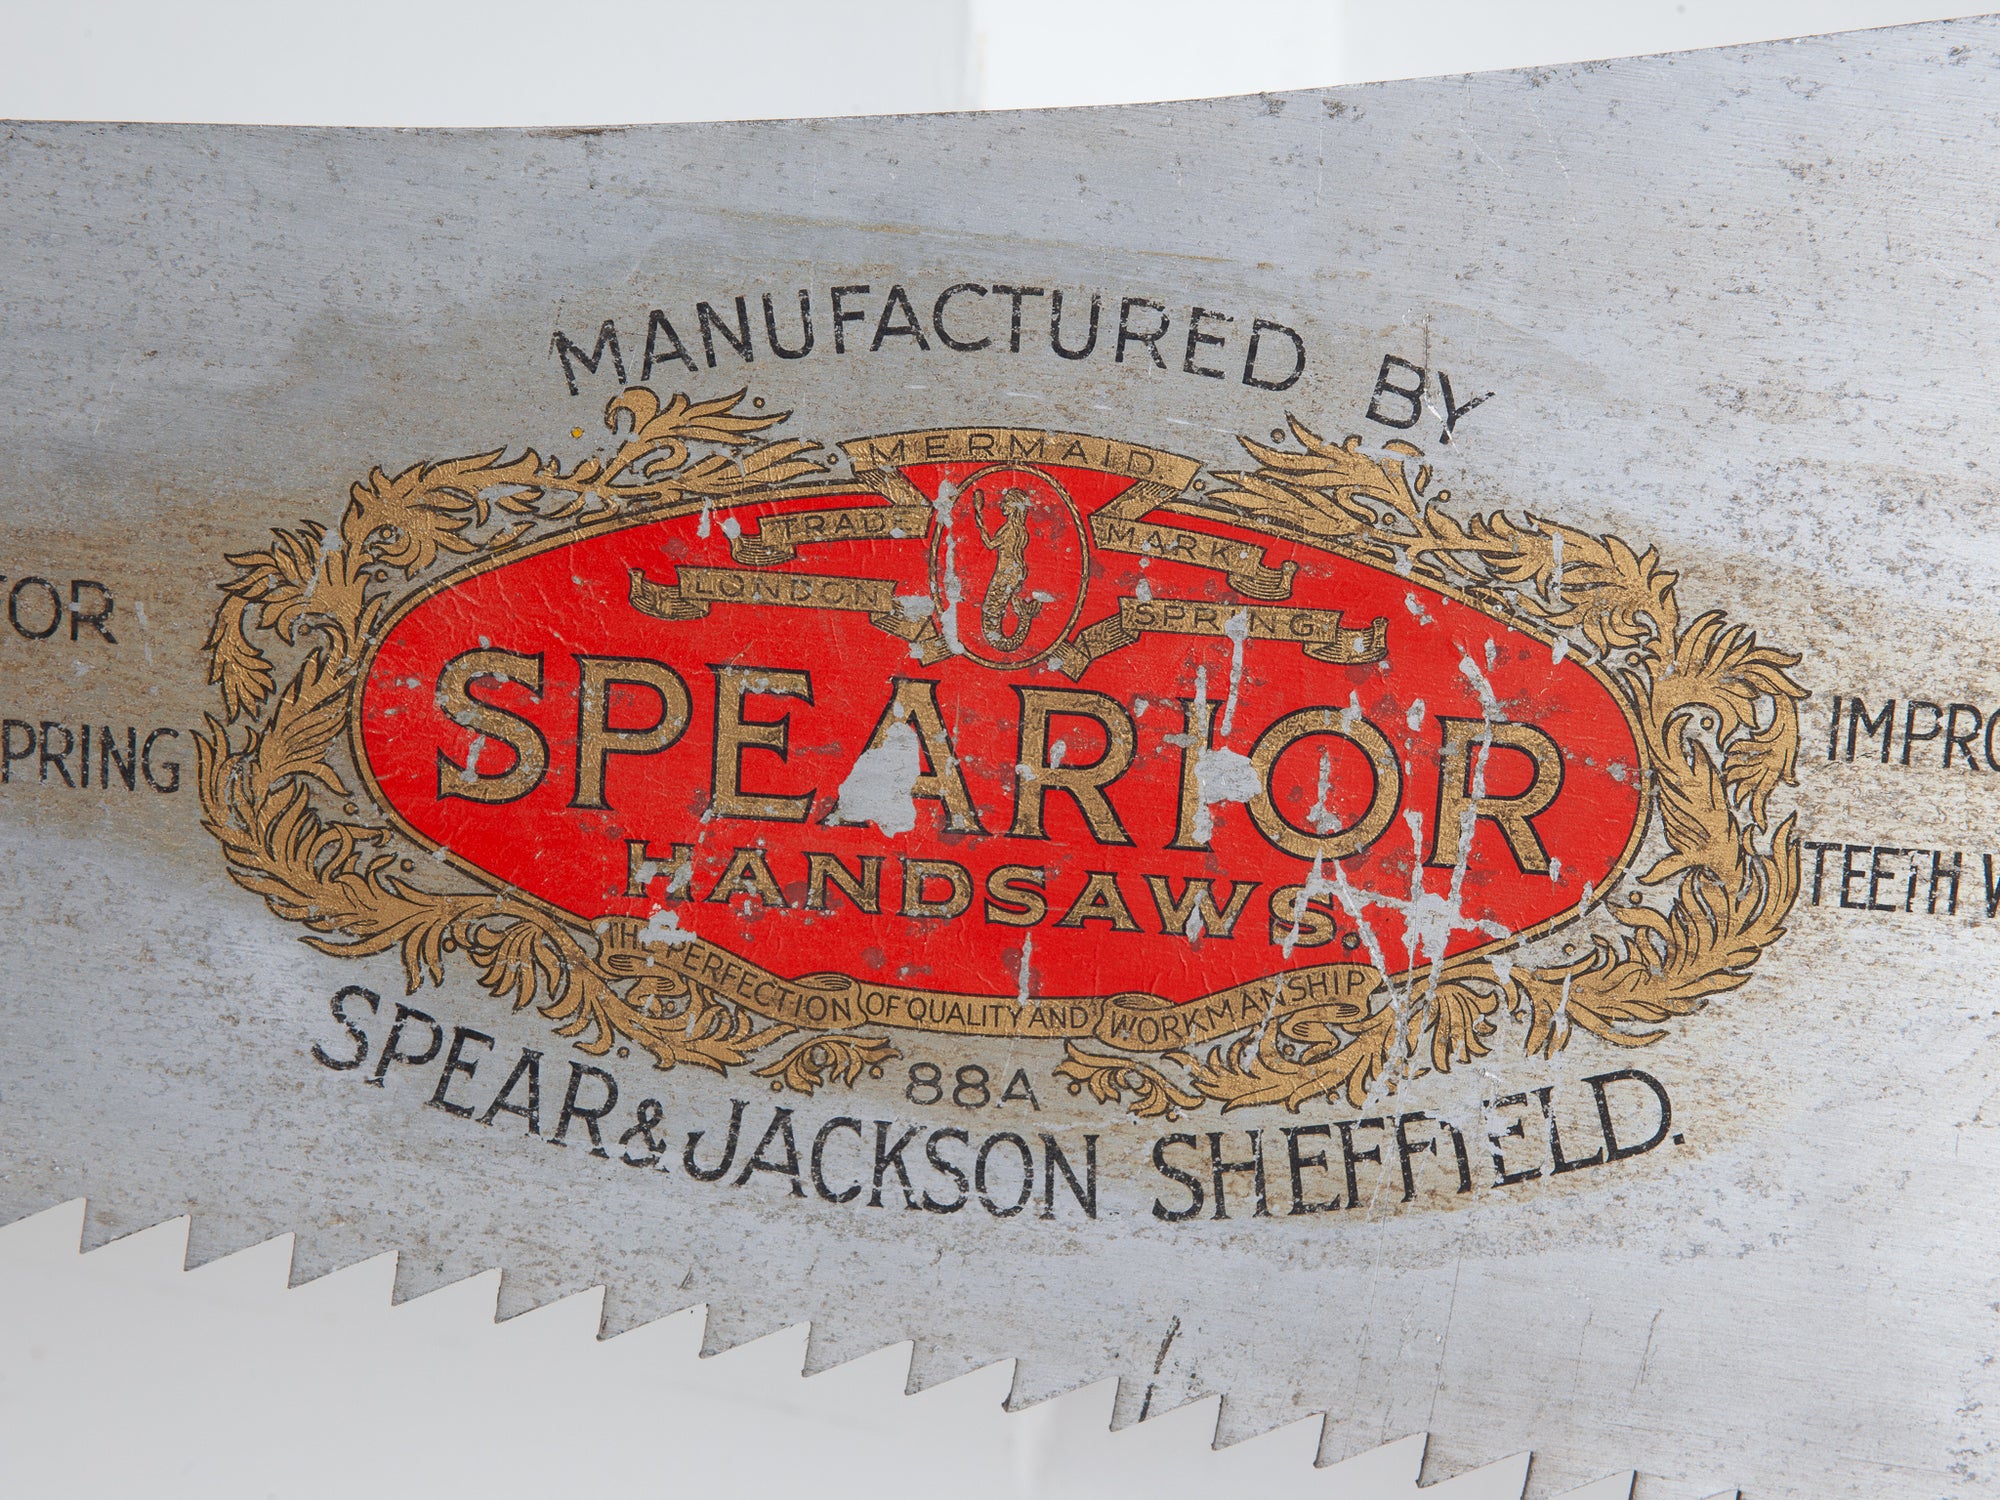 MANUFACTURED BY
MERMAID
TRADE MARK
LONDON SPRING
SPEARIOR
HANDSAWS.
THE PERFECTION OF QUALITY AND WORKMANSHIP
88A
SPEAR & JACKSON SHEFFIELD.
TOR
PRING
IMPRO
TEETH W